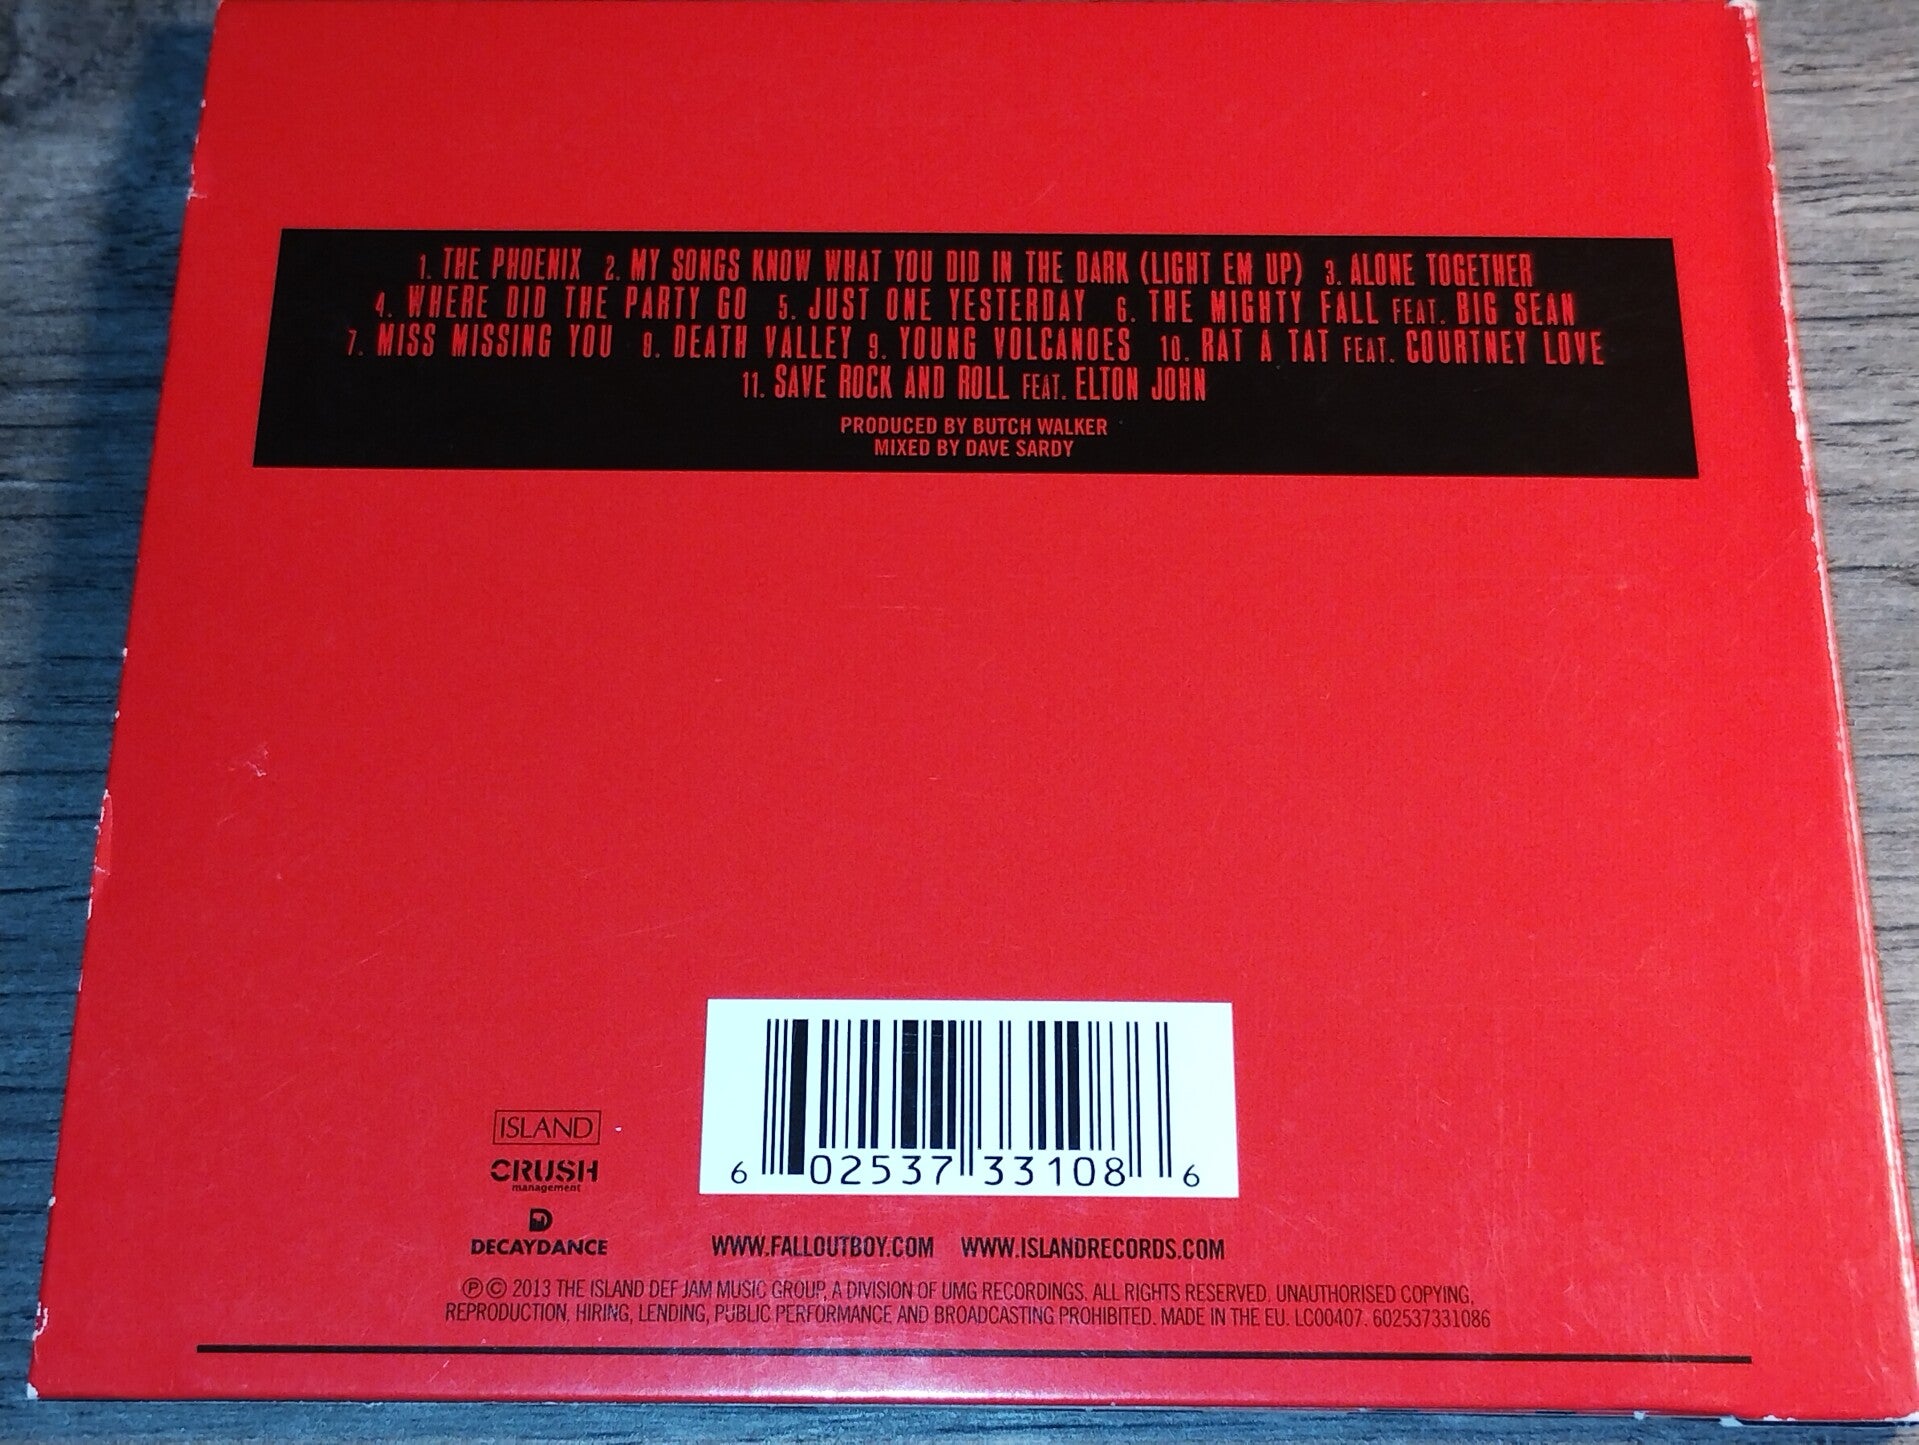 1. THE PHOENIX 2. MY SONGS KNOW WHAT YOU DID IN THE DARK (LIGHT EM UP) 3. ALONE TOGETHER
4. WHERE DID THE PARTY GO 5. JUST ONE YESTERDAY 6. THE MIGHTY FALL FEAT. BIG SEAN
7. MISS MISSING YOU 8. DEATH VALLEY 9. YOUNG VOLCANOES 10. RAT A TAT FEAT. COURTNEY LOVE
11. SAVE ROCK AND ROLL FEAT. ELTON JOHN
PRODUCED BY BUTCH WALKER
MIXED BY DAVE SARDY
6 02537 33108 6
ISLAND
CRUSH
management
D
DECAYDANCE
WWW.FALLOUTBOY.COM WWW.ISLANDRECORDS.COM
℗ © 2013 THE ISLAND DEF JAM MUSIC GROUP, A DIVISION OF UMG RECORDINGS. ALL RIGHTS RESERVED. UNAUTHORISED COPYING,
REPRODUCTION, HIRING, LENDING, PUBLIC PERFORMANCE AND BROADCASTING PROHIBITED. MADE IN THE EU. LC00407. 602537331086